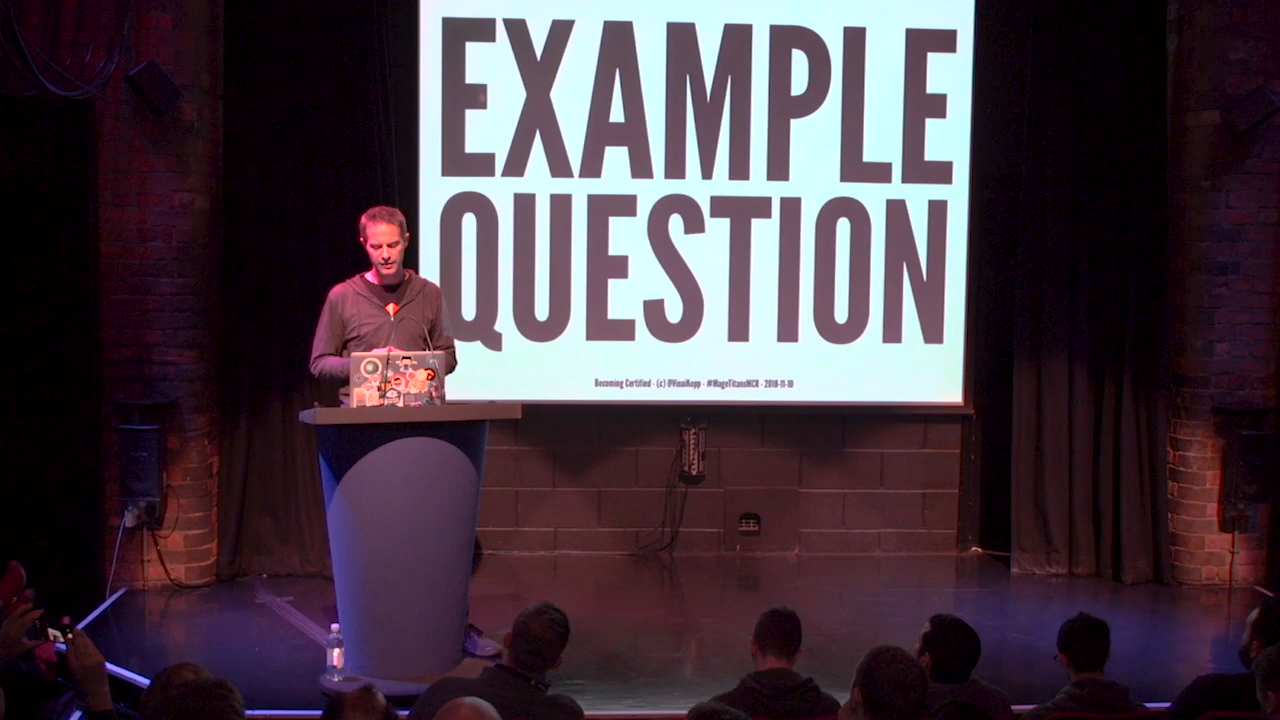 EXAMPLE
QUESTION
Becoming Certified - (c) @VinaiKopp - #MageTitansMCR - 2018-11-10